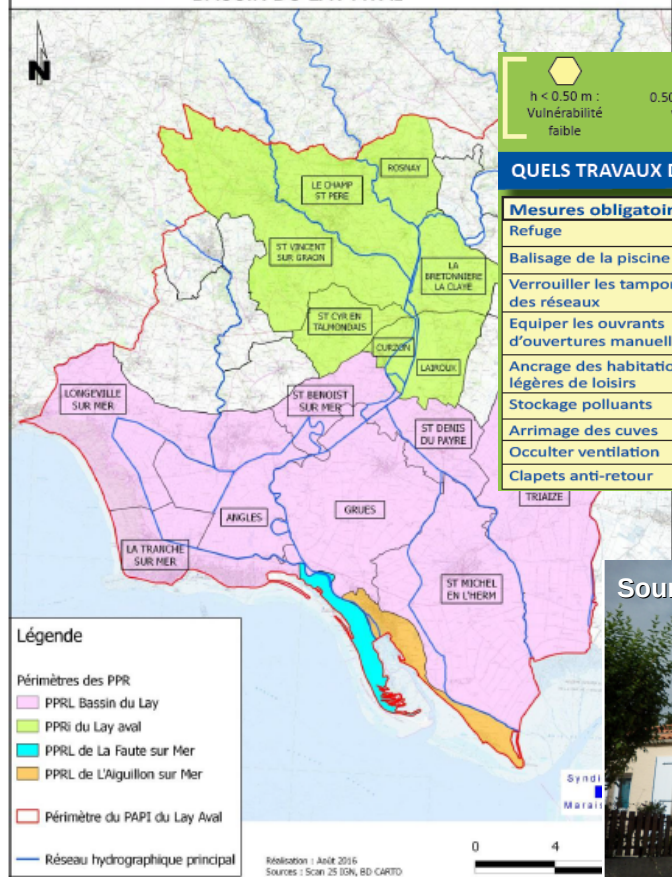 N
ROSNAY
LE CHAMP
ST PERE
ST VINCENT
SUR GRAON
LA
BRETONNIERE
LA CLAYE
ST CYR EN
TALMONDAIS
CURZON
LAIROUX
LONGEVILLE
SUR MER
ST BENOIST
SUR MER
ST DENIS
DU PAYRE
TRIAIZE
ANGLES
GRUES
LA TRANCHE
SUR MER
ST MICHEL
EN L'HERM
Légende
Périmètres des PPR
PPRL Bassin du Lay
PPRi du Lay aval
PPRL de La Faute sur Mer
PPRL de L'Aiguillon sur Mer
Périmètre du PAPI du Lay Aval
Réseau hydrographique principal
Réalisation : Août 2016
Sources : Scan 25 IGN, BD CARTO
0 4
Syndi
Marais
h < 0.50 m :
Vulnérabilité
faible
0.50
QUELS TRAVAUX D
Mesures obligatoir
Refuge
Balisage de la piscine
Verrouiller les tampon
des réseaux
Equiper les ouvrants
d'ouvertures manuell
Ancrage des habitatio
légères de loisirs
Stockage polluants
Arrimage des cuves
Occulter ventilation
Clapets anti-retour
Sour